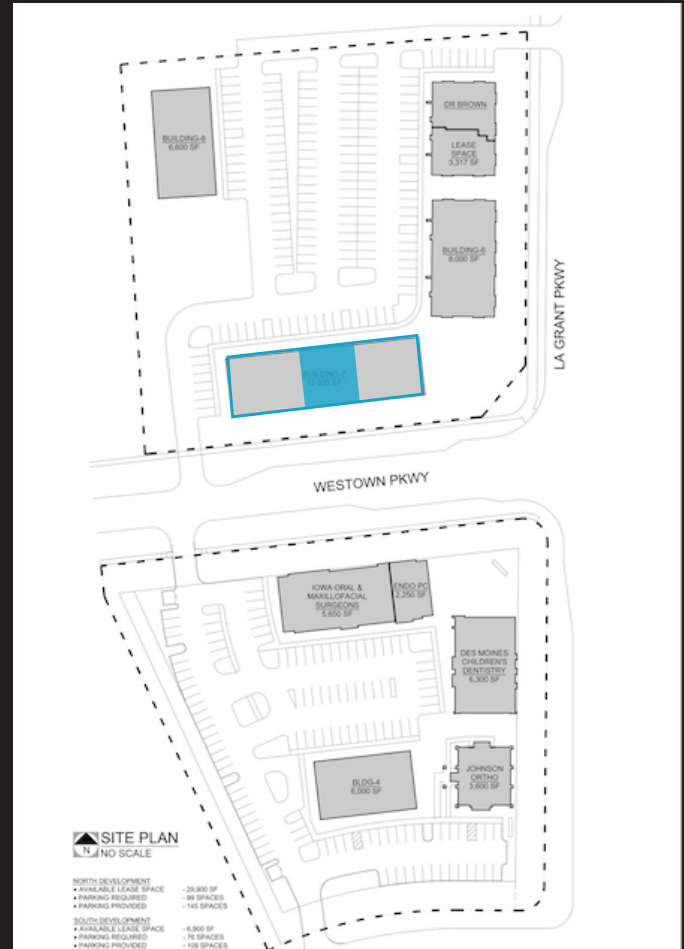 DR BROWN
BUILDING-8
6,600 SF
LEASE
SPACE
3,317 SF
BUILDING-6
8,000 SF
LA GRANT PKWY
BUILDING-7
12,000 SF
WESTOWN PKWY
IOWA ORAL &
MAXILLOFACIAL
SURGEONS
5,650 SF
ENDO PC
2,250 SF
DES MOINES
CHILDREN'S
DENTISTRY
6,300 SF
BLDG-4
6,000 SF
JOHNSON
ORTHO
3,600 SF
SITE PLAN
N NO SCALE
NORTH DEVELOPMENT
• AVAILABLE LEASE SPACE - 29,900 SF
• PARKING REQUIRED - 99 SPACES
• PARKING PROVIDED - 145 SPACES
SOUTH DEVELOPMENT
• AVAILABLE LEASE SPACE - 6,900 SF
• PARKING REQUIRED - 76 SPACES
• PARKING PROVIDED - 109 SPACES